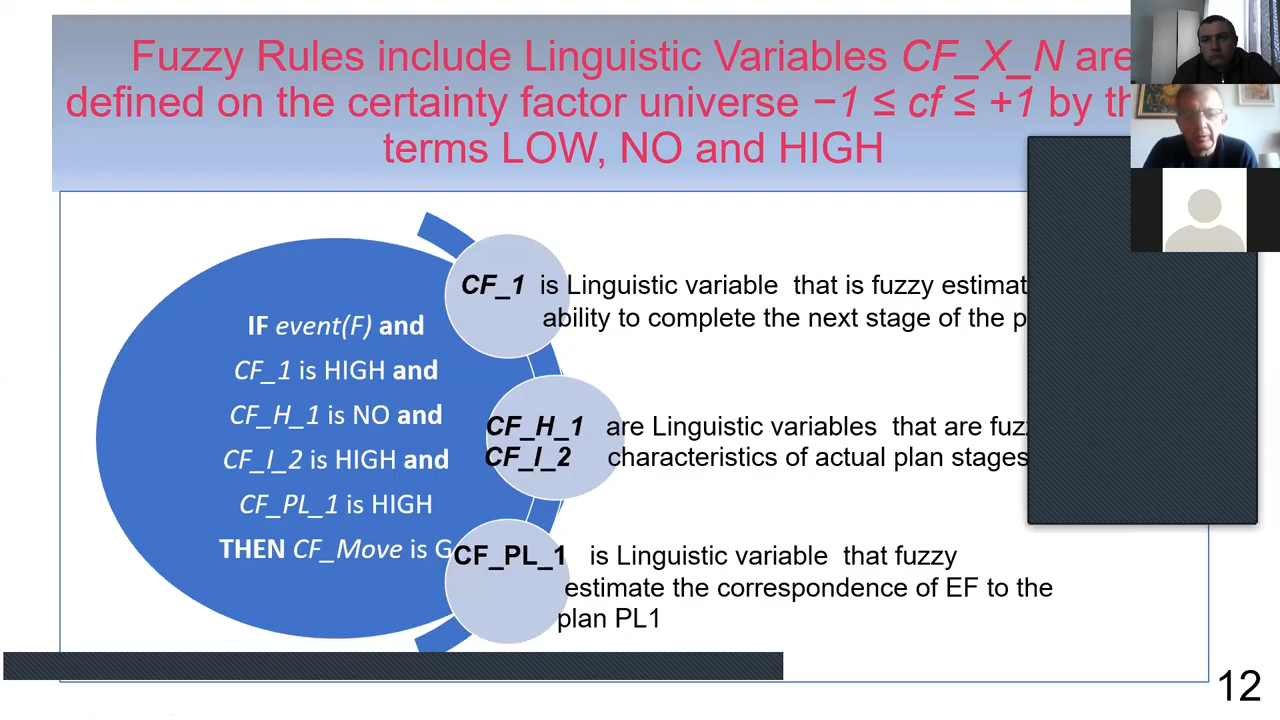 Fuzzy Rules include Linguistic Variables CF_X_N are
defined on the certainty factor universe −1 ≤ cf ≤ +1 by
terms LOW, NO and HIGH
IF event(F) and
CF_1 is HIGH and
CF_H_1 is NO and
CF_I_2 is HIGH and
CF_PL_1 is HIGH
THEN CF_Move is
CF_1 is Linguistic variable that is fuzzy
ability to complete the next stage of the
CF_H_1 are Linguistic variables that are
CF_I_2 characteristics of actual plan stages
CF_PL_1 is Linguistic variable that fuzzy
estimate the correspondence of EF to the
plan PL1
12